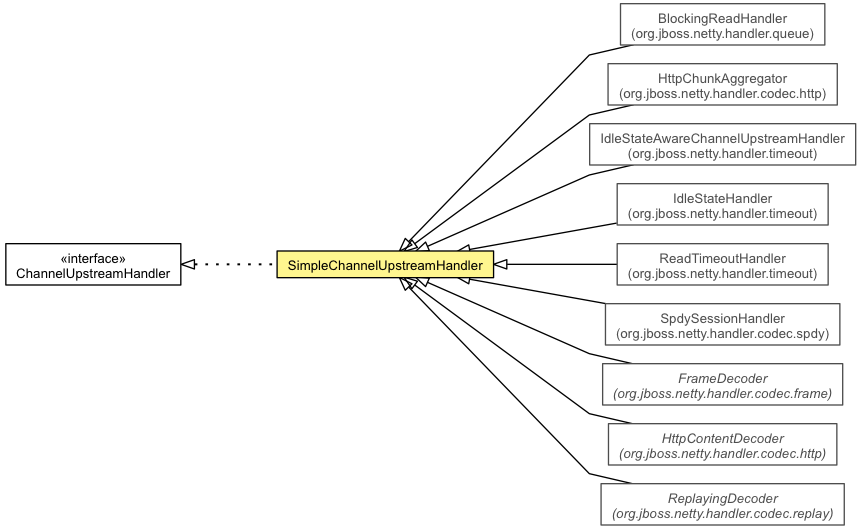 «interface»
ChannelUpstreamHandler
SimpleChannelUpstreamHandler
BlockingReadHandler
(org.jboss.netty.handler.queue)
HttpChunkAggregator
(org.jboss.netty.handler.codec.http)
IdleStateAwareChannelUpstreamHandler
(org.jboss.netty.handler.timeout)
IdleStateHandler
(org.jboss.netty.handler.timeout)
ReadTimeoutHandler
(org.jboss.netty.handler.timeout)
SpdySessionHandler
(org.jboss.netty.handler.codec.spdy)
FrameDecoder
(org.jboss.netty.handler.codec.frame)
HttpContentDecoder
(org.jboss.netty.handler.codec.http)
ReplayingDecoder
(org.jboss.netty.handler.codec.replay)